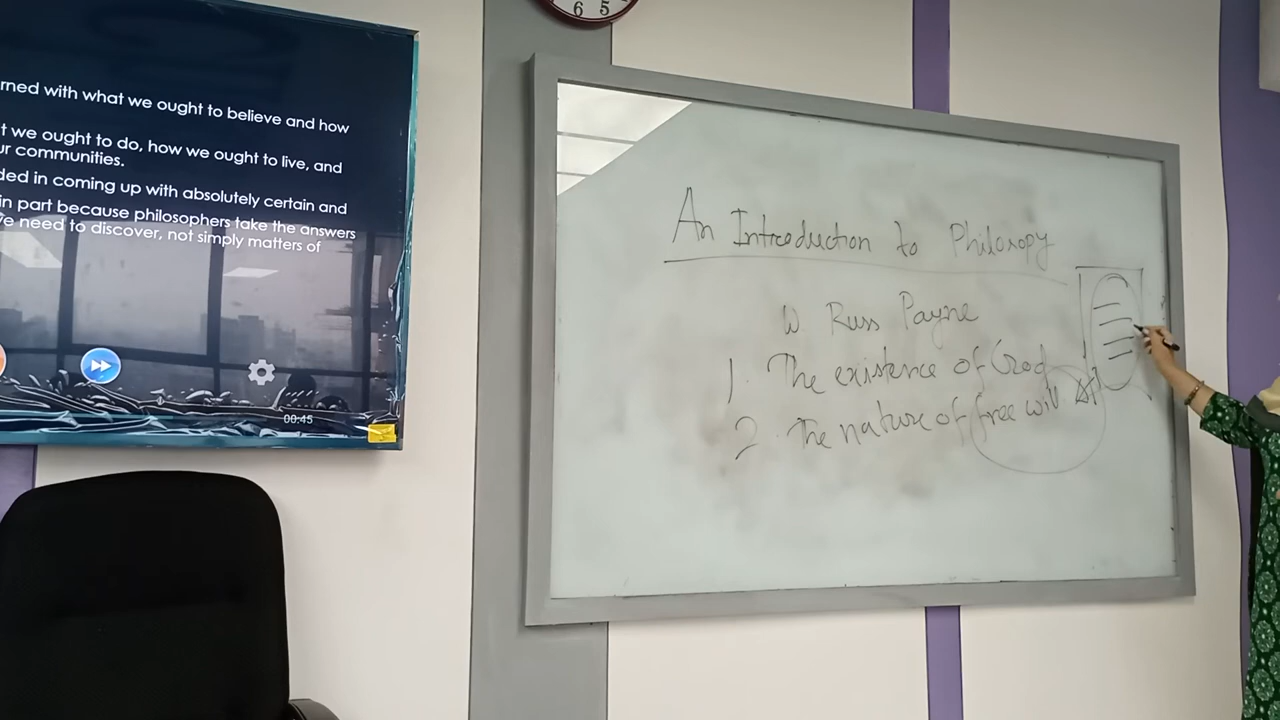 rned with what we ought to believe and how
t we ought to do, how we ought to live, and
ur communities.
ded in coming up with absolutely certain and
in part because philosophers take the answers
e need to discover, not simply matters of
00:45
6 5
An Introduction to Philosopy
W Russ Payne
1. The existence of God
2. The nature of free will